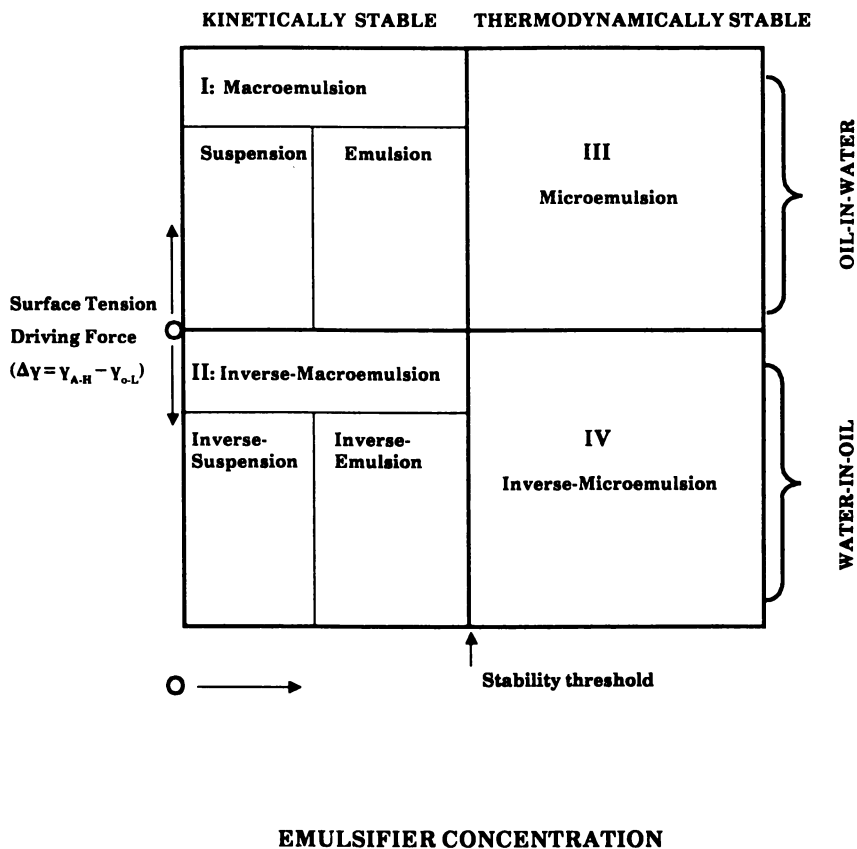 KINETICALLY STABLE
THERMODYNAMICALLY STABLE
I: Macroemulsion
Suspension
Emulsion
III
Microemulsion
OIL-IN-WATER
Surface Tension
Driving Force
(Δγ=γA-H−γo-L)
O
II: Inverse-Macroemulsion
Inverse-
Suspension
Inverse-
Emulsion
IV
Inverse-Microemulsion
WATER-IN-OIL
O
Stability threshold
EMULSIFIER CONCENTRATION